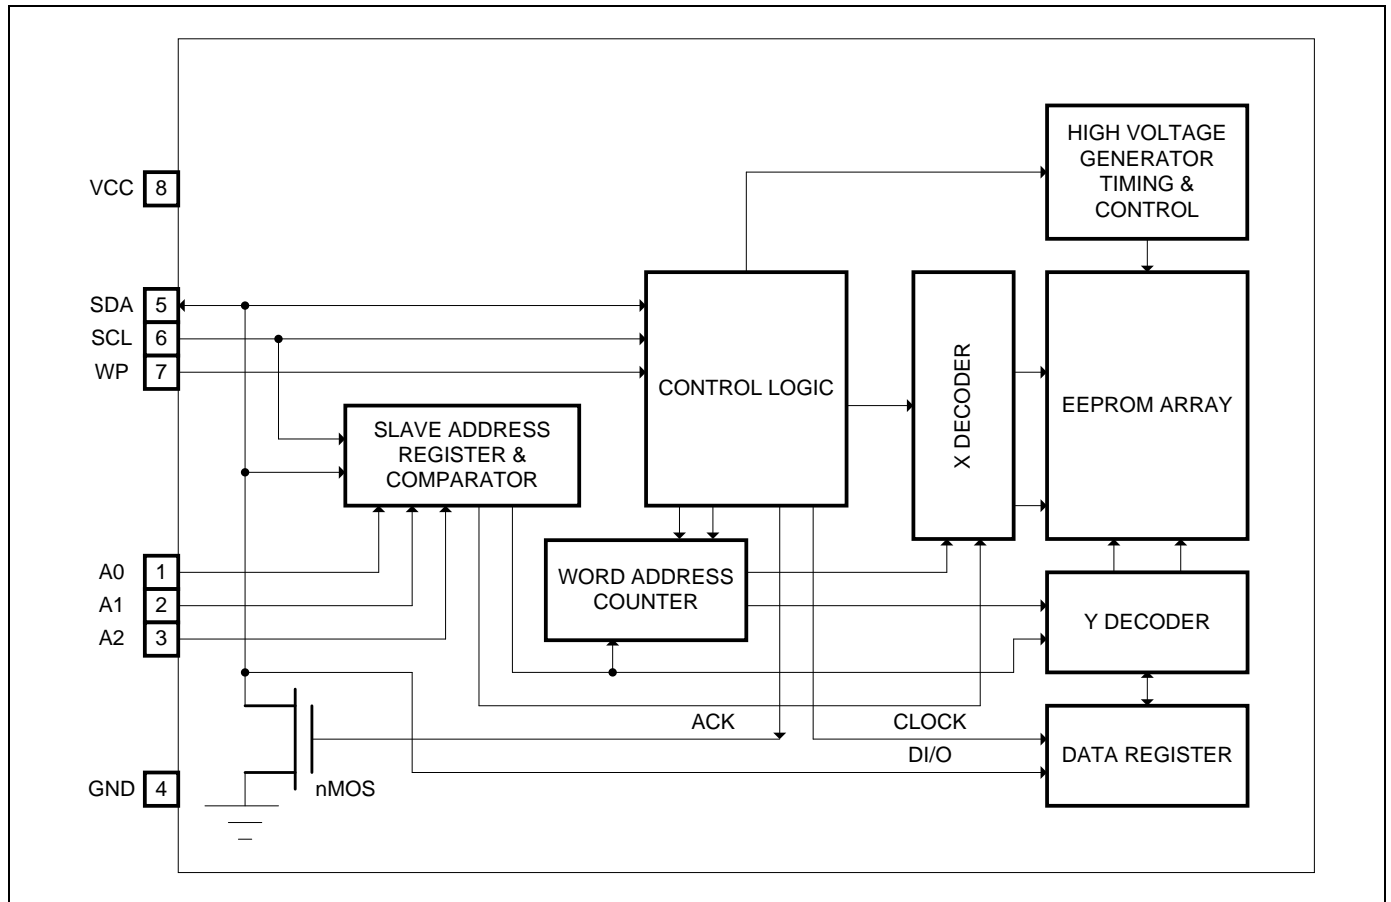 HIGH VOLTAGE
GENERATOR
TIMING &
CONTROL
VCC 8
SDA 5
SCL 6
WP 7
CONTROL LOGIC
X DECODER
EEPROM ARRAY
SLAVE ADDRESS
REGISTER &
COMPARATOR
A0 1
A1 2
A2 3
WORD ADDRESS
COUNTER
Y DECODER
ACK
CLOCK
DI/O
DATA REGISTER
GND 4
nMOS